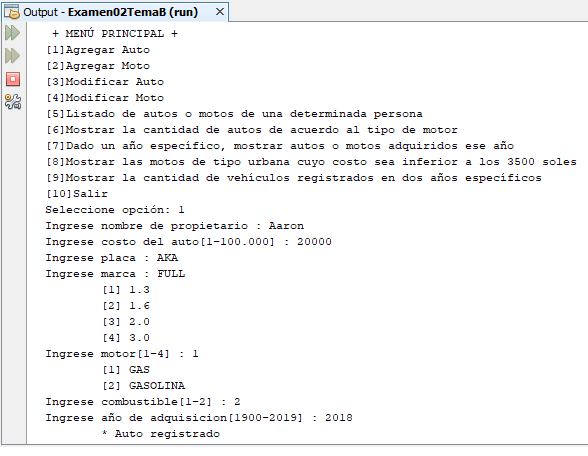 Output - Examen02TemaB (run)
+ MENÚ PRINCIPAL +
[1]Agregar Auto
[2]Agregar Moto
[3]Modificar Auto
[4]Modificar Moto
[5]Listado de autos o motos de una determinada persona
[6]Mostrar la cantidad de autos de acuerdo al tipo de motor
[7]Dado un año específico, mostrar autos o motos adquiridos ese año
[8]Mostrar las motos de tipo urbana cuyo costo sea inferior a los 3500 soles
[9]Mostrar la cantidad de vehículos registrados en dos años específicos
[10]Salir
Seleccione opción: 1
Ingrese nombre de propietario : Aaron
Ingrese costo del auto[1-100.000] : 20000
Ingrese placa : AKA
Ingrese marca : FULL
[1] 1.3
[2] 1.6
[3] 2.0
[4] 3.0
Ingrese motor[1-4] : 1
[1] GAS
[2] GASOLINA
Ingrese combustible[1-2] : 2
Ingrese año de adquisicion[1900-2019] : 2018
* Auto registrado